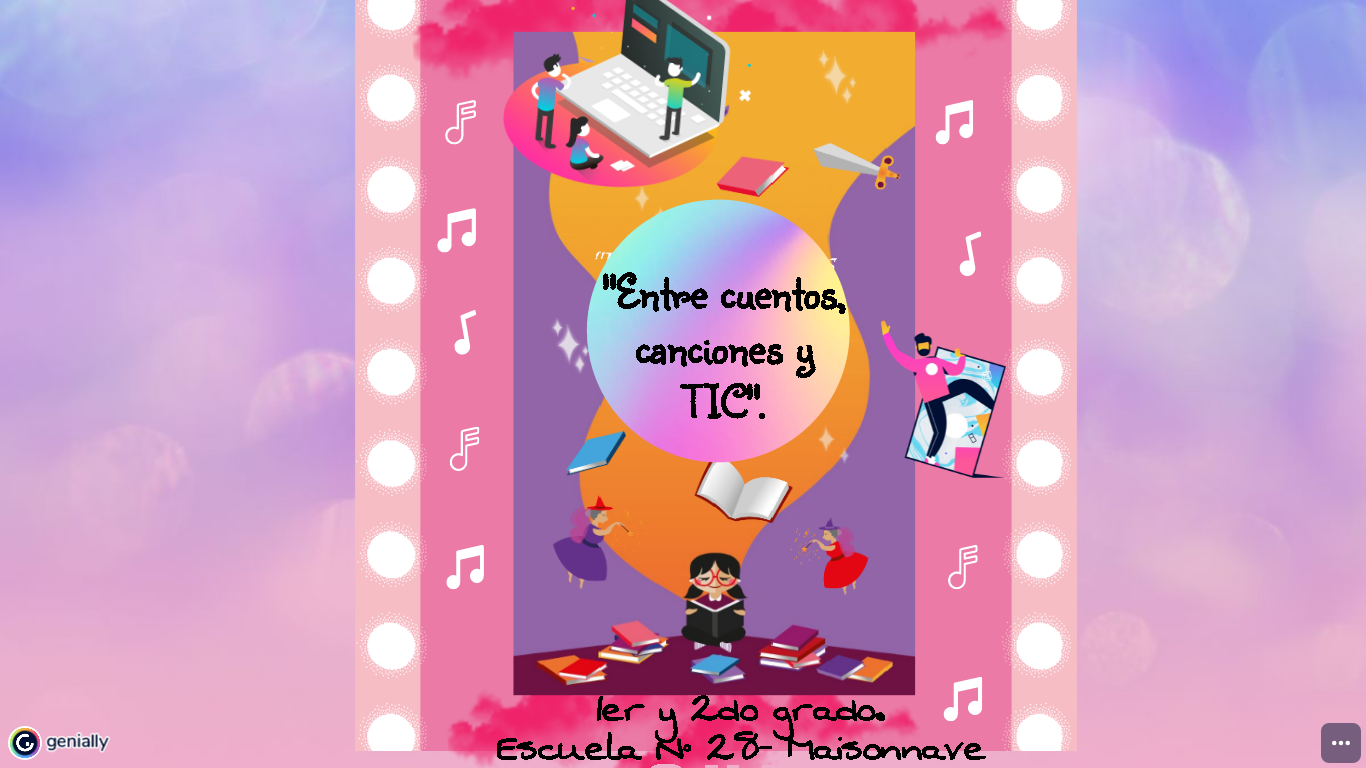 "Entre cuentos,
canciones y
TIC".
1er y 2do grado.
Escuela N° 28- Maisonnave
genially